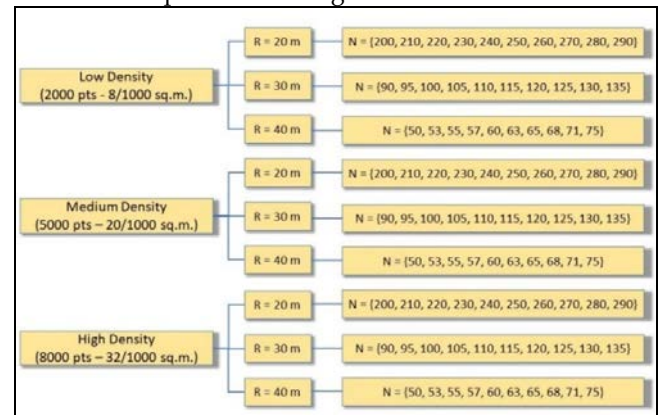 R = 20 m
N = {200, 210, 220, 230, 240, 250, 260, 270, 280, 290}
Low Density
(2000 pts - 8/1000 sq.m.)
R = 30 m
N = {90, 95, 100, 105, 110, 115, 120, 125, 130, 135}
R = 40 m
N = {50, 53, 55, 57, 60, 63, 65, 68, 71, 75}
R = 20 m
N = {200, 210, 220, 230, 240, 250, 260, 270, 280, 290}
Medium Density
(5000 pts – 20/1000 sq.m.)
R = 30 m
N = {90, 95, 100, 105, 110, 115, 120, 125, 130, 135}
R = 40 m
N = {50, 53, 55, 57, 60, 63, 65, 68, 71, 75}
R = 20 m
N = {200, 210, 220, 230, 240, 250, 260, 270, 280, 290}
High Density
(8000 pts – 32/1000 sq.m.)
R = 30 m
N = {90, 95, 100, 105, 110, 115, 120, 125, 130, 135}
R = 40 m
N = {50, 53, 55, 57, 60, 63, 65, 68, 71, 75}